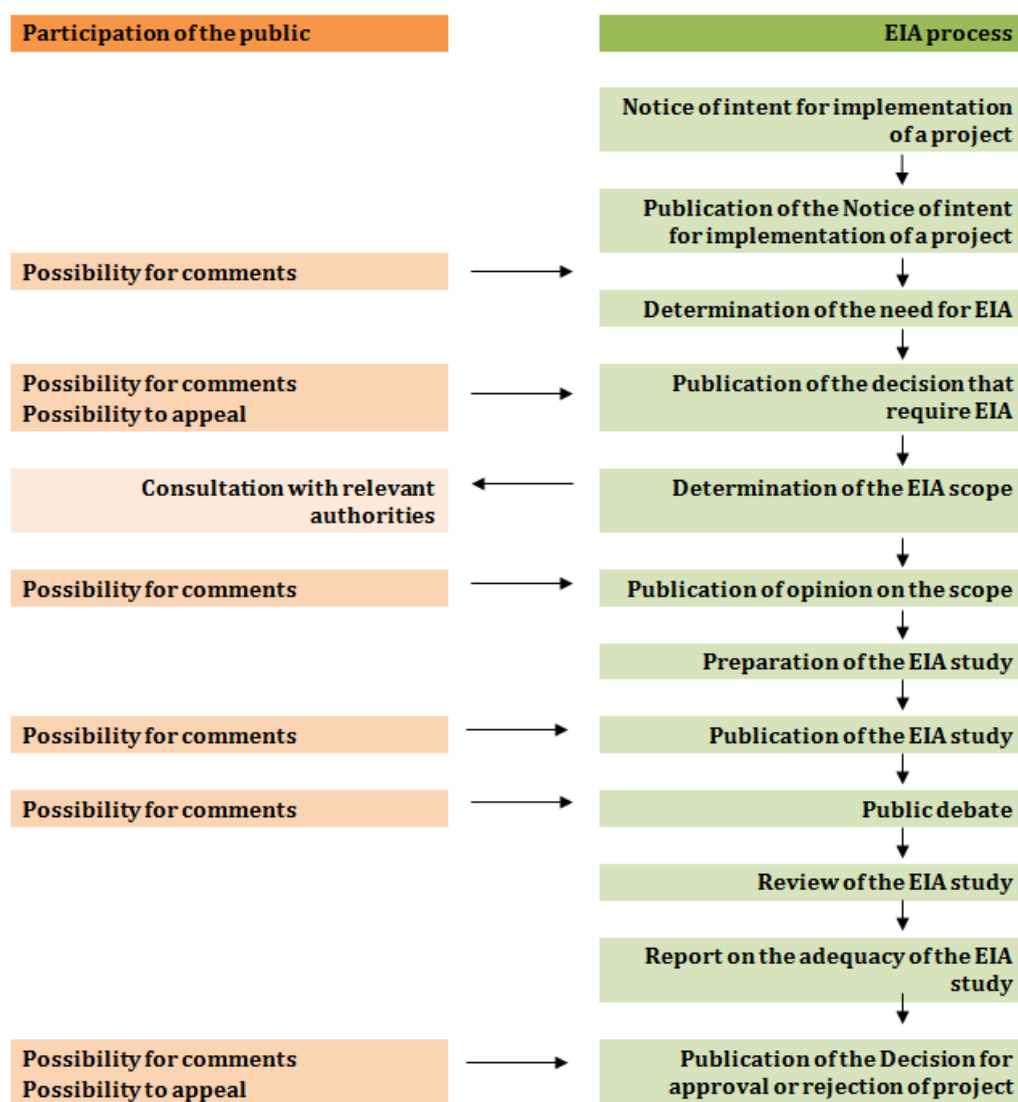 Participation of the public
EIA process
Notice of intent for implementation
of a project
Publication of the Notice of intent
for implementation of a project
Possibility for comments
Determination of the need for EIA
Possibility for comments
Possibility to appeal
Publication of the decision that
require EIA
Consultation with relevant
authorities
Determination of the EIA scope
Possibility for comments
Publication of opinion on the scope
Preparation of the EIA study
Possibility for comments
Publication of the EIA study
Possibility for comments
Public debate
Review of the EIA study
Report on the adequacy of the EIA
study
Possibility for comments
Possibility to appeal
Publication of the Decision for
approval or rejection of project